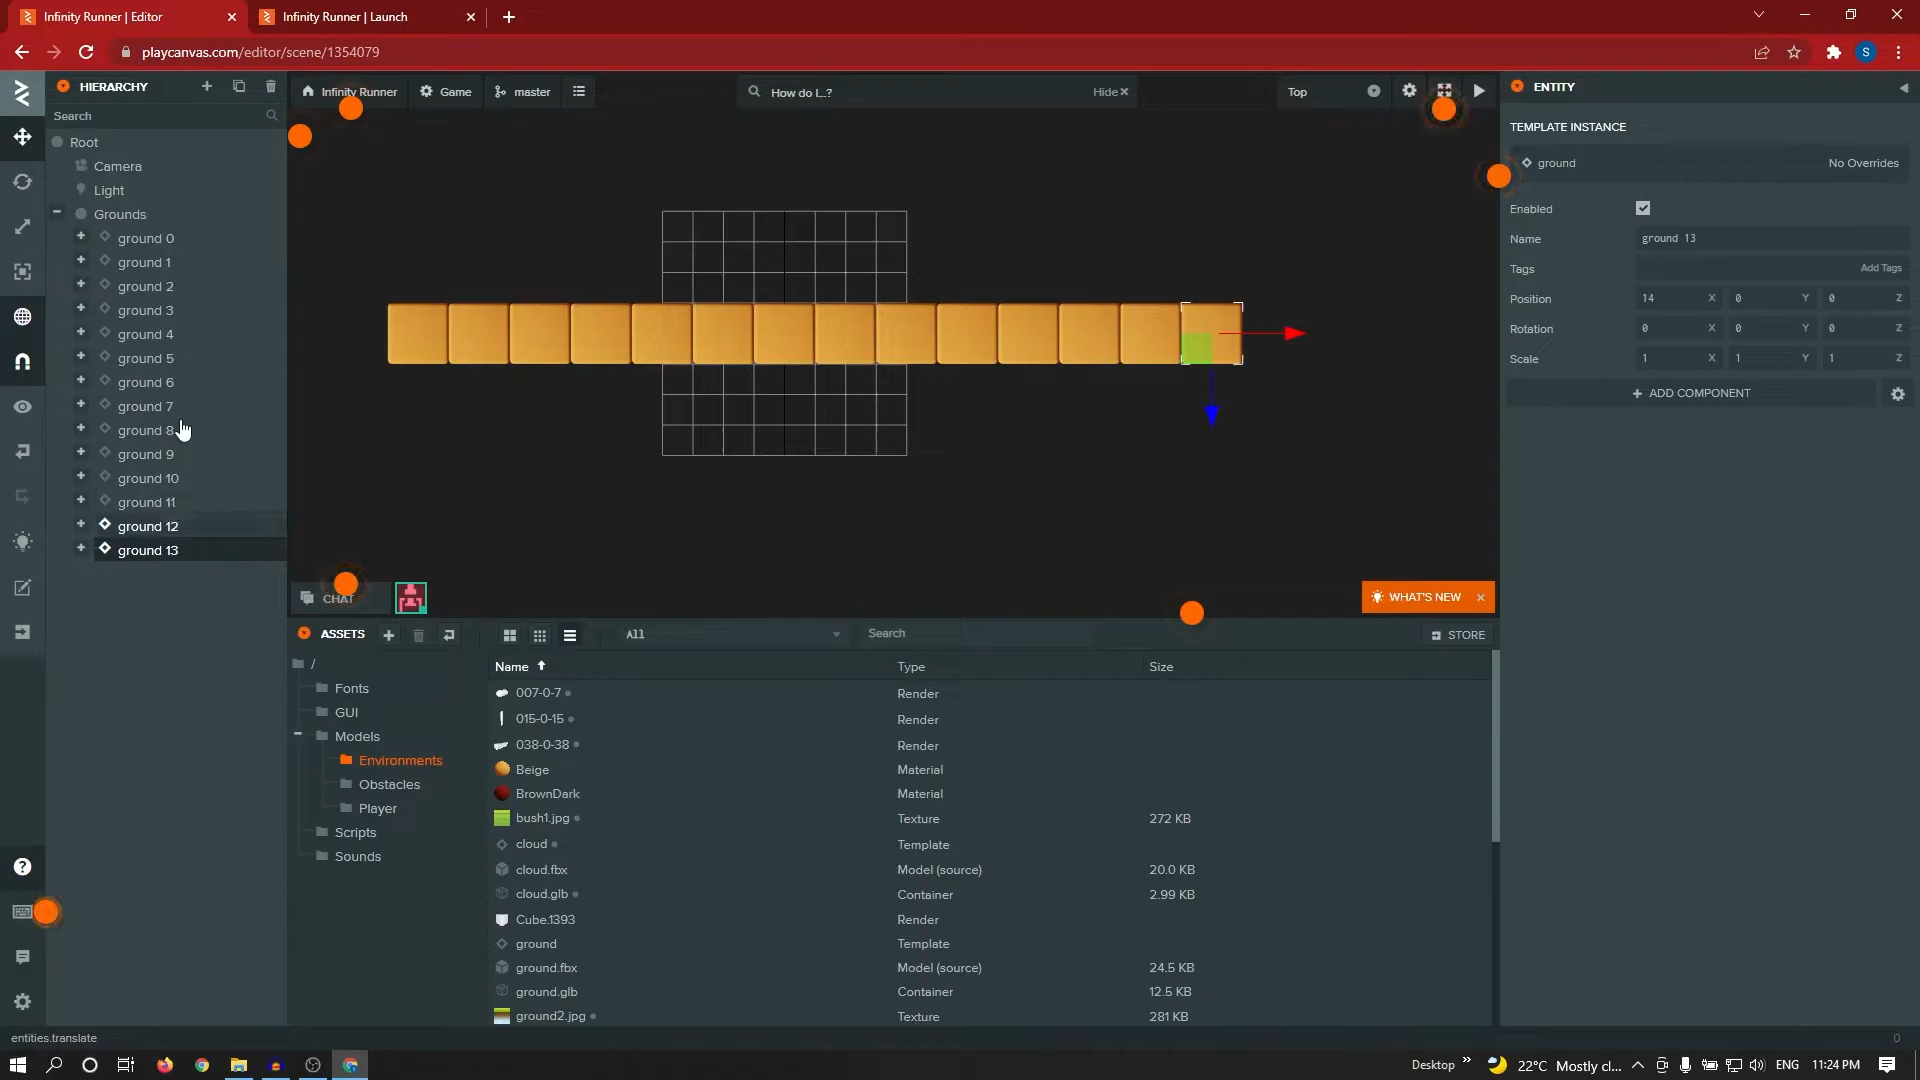 Infinity Runner | Editor
Infinity Runner | Launch
playcanvas.com/editor/scene/1354079
S
HIERARCHY
Infinity Runner
Game
master
How do I...?
Hide
Top
ENTITY
Search
TEMPLATE INSTANCE
Root
Camera
ground
No Overrides
Light
Grounds
Enabled
ground 0
Name
ground 13
ground 1
Tags
Add Tags
ground 2
Position
14 X 0 Y 0 Z
ground 3
Rotation
0 X 0 Y 0 Z
ground 4
Scale
1 X 1 Y 1 Z
ground 5
ground 6
ADD COMPONENT
ground 7
ground 8
ground 9
ground 10
ground 11
ground 12
ground 13
CHAT
WHAT'S NEW
ASSETS
All
Search
STORE
/
Name
Type
Size
Fonts
GUI
Models
Environments
Obstacles
Player
Scripts
Sounds
007-0-7 Render
015-0-15 Render
038-0-38 Render
Beige Material
BrownDark Material
bush1.jpg Texture 272 KB
cloud Template
cloud.fbx Model (source) 20.0 KB
cloud.glb Container 2.99 KB
Cube.1393 Render
ground Template
ground.fbx Model (source) 24.5 KB
ground.glb Container 12.5 KB
ground2.jpg Texture 281 KB
entities.translate
0
Desktop
22°C Mostly cl...
ENG
11:24 PM